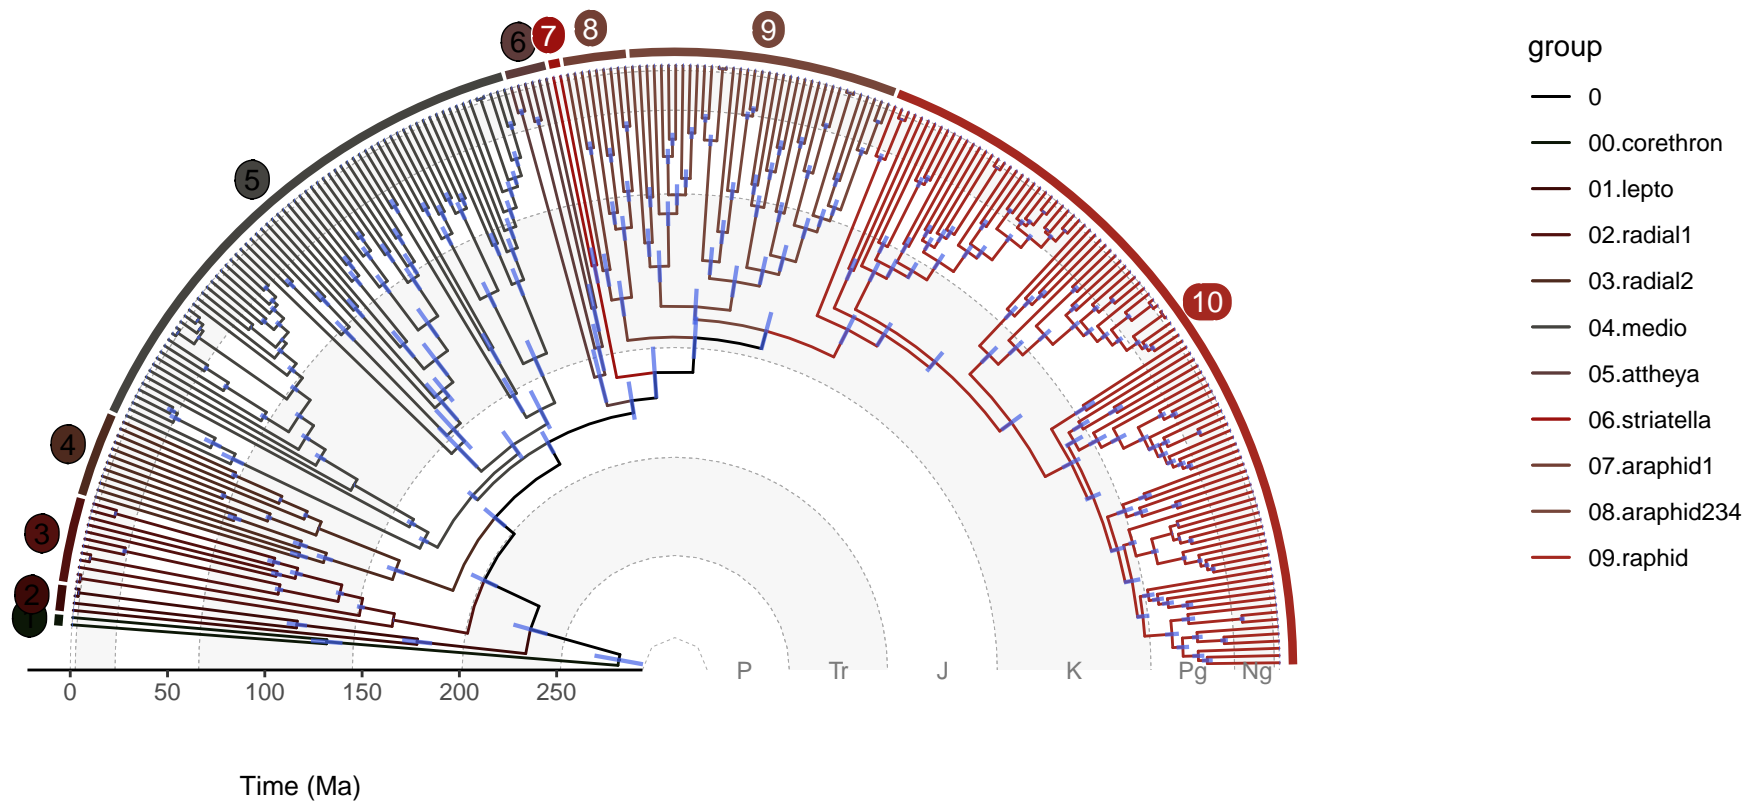 6
7
8
9
5
10
4
3
2
1
P
Tr
J
K
Pg
Ng
0
50
100
150
200
250
Time (Ma)
group
0
00.corethron
01.lepto
02.radial1
03.radial2
04.medio
05.attheya
06.striatella
07.araphid1
08.araphid234
09.raphid